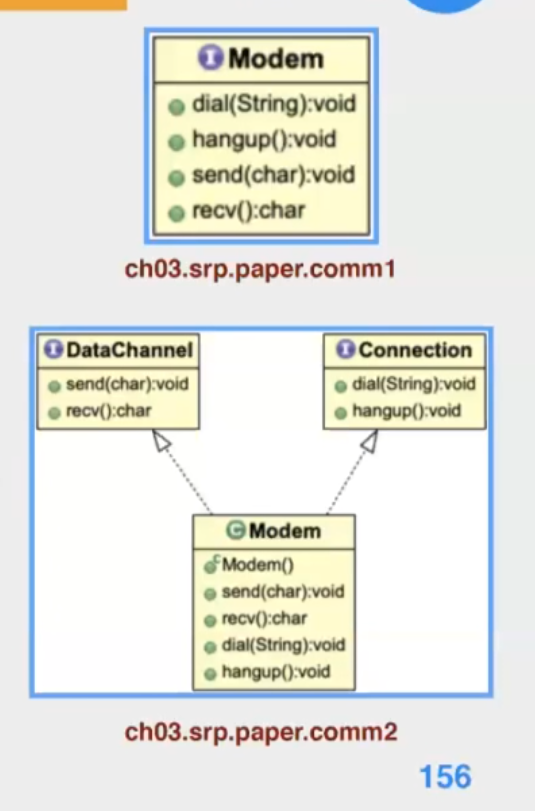 I Modem
dial(String):void
hangup():void
send(char):void
recv():char
ch03.srp.paper.comm1
I DataChannel
send(char):void
recv():char
I Connection
dial(String):void
hangup():void
C Modem
C Modem()
send(char):void
recv():char
dial(String):void
hangup():void
ch03.srp.paper.comm2
156